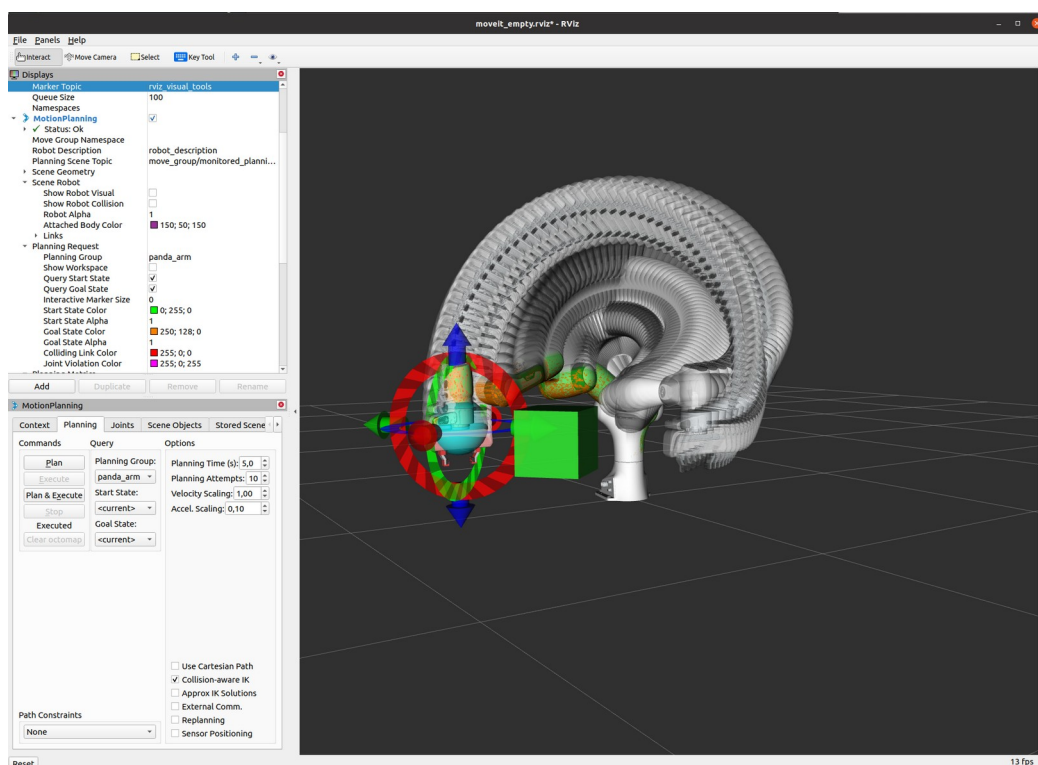 moveit_empty.rviz* - RViz
File Panels Help
Interact Move Camera Select Key Tool
Displays
Marker Topic rviz_visual_tools
Queue Size 100
Namespaces
MotionPlanning
Status: Ok
Move Group Namespace
Robot Description robot_description
Planning Scene Topic move_group/monitored_planni...
Scene Geometry
Scene Robot
Show Robot Visual
Show Robot Collision
Robot Alpha 1
Attached Body Color 150; 50; 150
Links
Planning Request
Planning Group panda_arm
Show Workspace
Query Start State
Query Goal State
Interactive Marker Size 0
Start State Color 0; 255; 0
Start State Alpha 1
Goal State Color 250; 128; 0
Goal State Alpha 1
Colliding Link Color 255; 0; 0
Joint Violation Color 255; 0; 255
Add Duplicate Remove Rename
MotionPlanning
Context Planning Joints Scene Objects Stored Scene
Commands Query Options
Plan Planning Group: Planning Time (s): 5,0
Execute panda_arm Planning Attempts: 10
Plan & Execute Start State: Velocity Scaling: 1,00
Stop <current> Accel. Scaling: 0,10
Executed Goal State:
Clear octomap <current>
Use Cartesian Path
Collision-aware IK
Approx IK Solutions
External Comm.
Path Constraints Replanning
None Sensor Positioning
Reset 13 fps